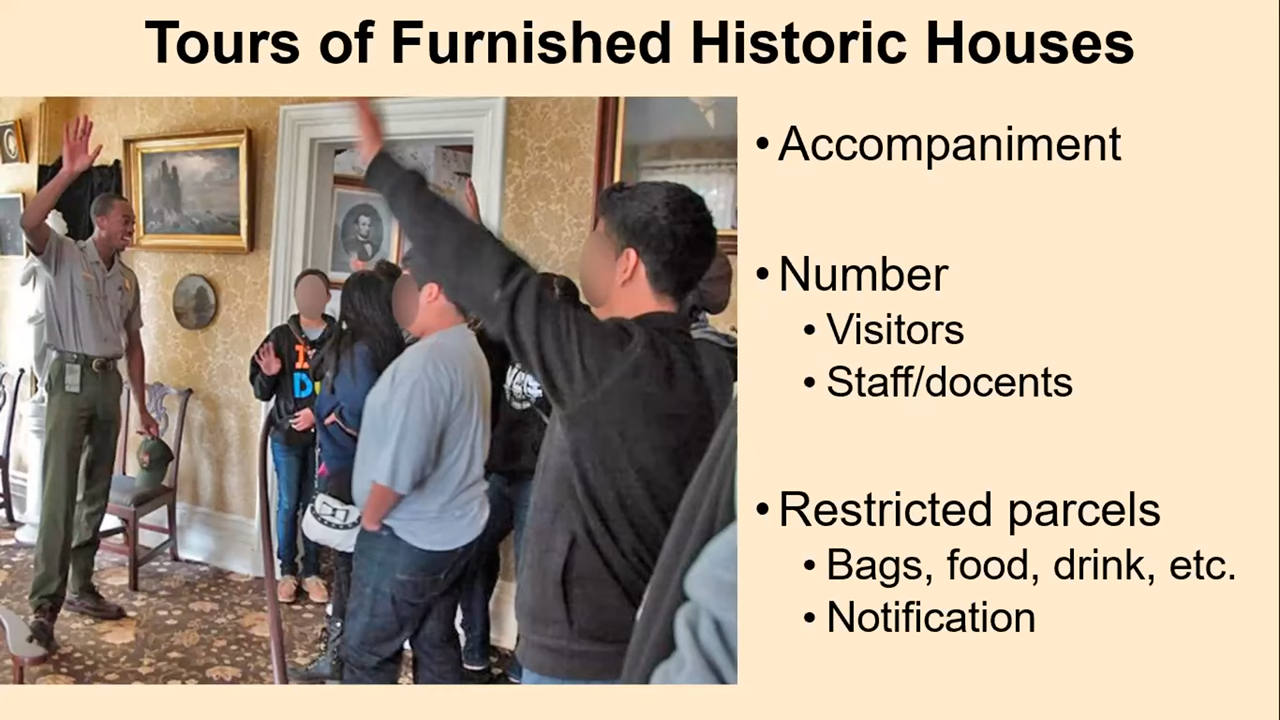 Tours of Furnished Historic Houses
• Accompaniment
• Number
• Visitors
• Staff/docents
• Restricted parcels
• Bags, food, drink, etc.
• Notification